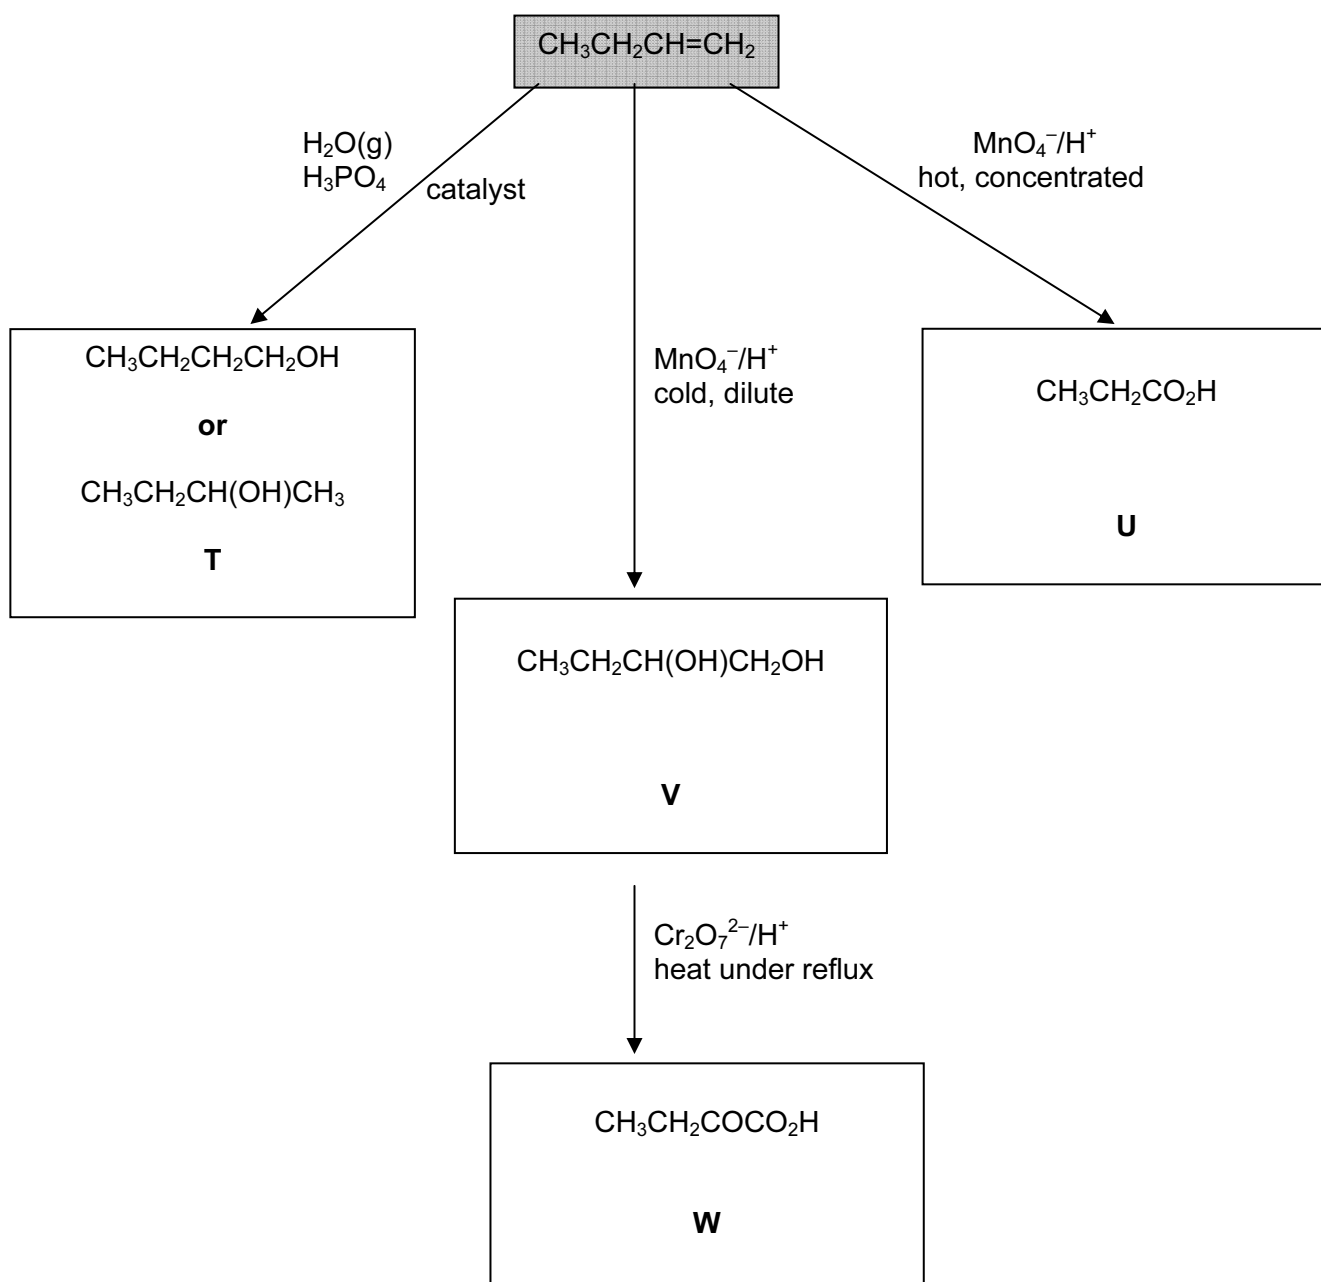 CH₃CH₂CH=CH₂
H₂O(g)
H₃PO₄
catalyst
MnO₄⁻/H⁺
hot, concentrated
CH₃CH₂CH₂CH₂OH
or
CH₃CH₂CH(OH)CH₃
T
MnO₄⁻/H⁺
cold, dilute
CH₃CH₂CO₂H
U
CH₃CH₂CH(OH)CH₂OH
V
Cr₂O₇²⁻/H⁺
heat under reflux
CH₃CH₂COCO₂H
W